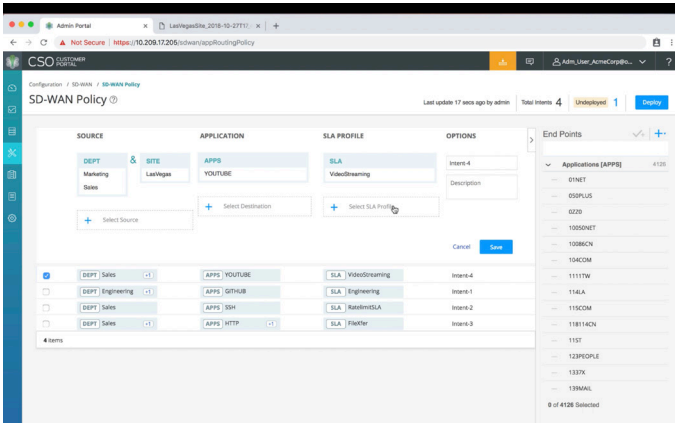 Admin Portal
LasVegasSite_2018-10-27T17:
Not Secure https://10.209.17.205/sdwan/appRoutingPolicy
CSO CUSTOMER PORTAL
Adm_User_AcmeCorp@o...
?
Configuration / SD-WAN / SD-WAN Policy
SD-WAN Policy ?
Last update 17 secs ago by admin Total Intents 4 Undeployed 1 Deploy
SOURCE APPLICATION SLA PROFILE OPTIONS
End Points
DEPT & SITE APPS SLA
Marketing LasVegas YOUTUBE VideoStreaming
Sales
Intent-4
Description
+ Select Source
+ Select Destination
+ Select SLA Profile
Cancel Save
DEPT Sales +1 APPS YOUTUBE SLA VideoStreaming Intent-4
DEPT Engineering +1 APPS GITHUB SLA Engineering Intent-1
DEPT Sales APPS SSH SLA RatelimitSLA Intent-2
DEPT Sales +1 APPS HTTP +1 SLA FileXfer Intent-3
4 items
Applications [APPS] 4126
01NET
050PLUS
0ZZ0
10050NET
10086CN
104COM
1111TW
114LA
115COM
118114CN
11ST
123PEOPLE
1337X
139MAIL
0 of 4126 Selected